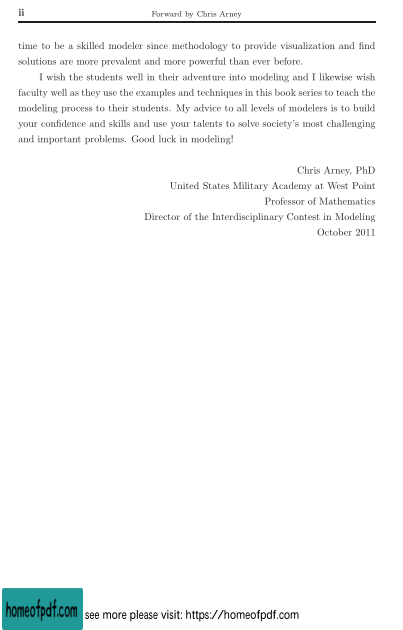 ii Forward by Chris Arney
time to be a skilled modeler since methodology to provide visualization and find
solutions are more prevalent and more powerful than ever before.
I wish the students well in their adventure into modeling and I likewise wish
faculty well as they use the examples and techniques in this book series to teach the
modeling process to their students. My advice to all levels of modelers is to build
your confidence and skills and use your talents to solve society's most challenging
and important problems. Good luck in modeling!
Chris Arney, PhD
United States Military Academy at West Point
Professor of Mathematics
Director of the Interdisciplinary Contest in Modeling
October 2011
homeofpdf.com see more please visit: https://homeofpdf.com